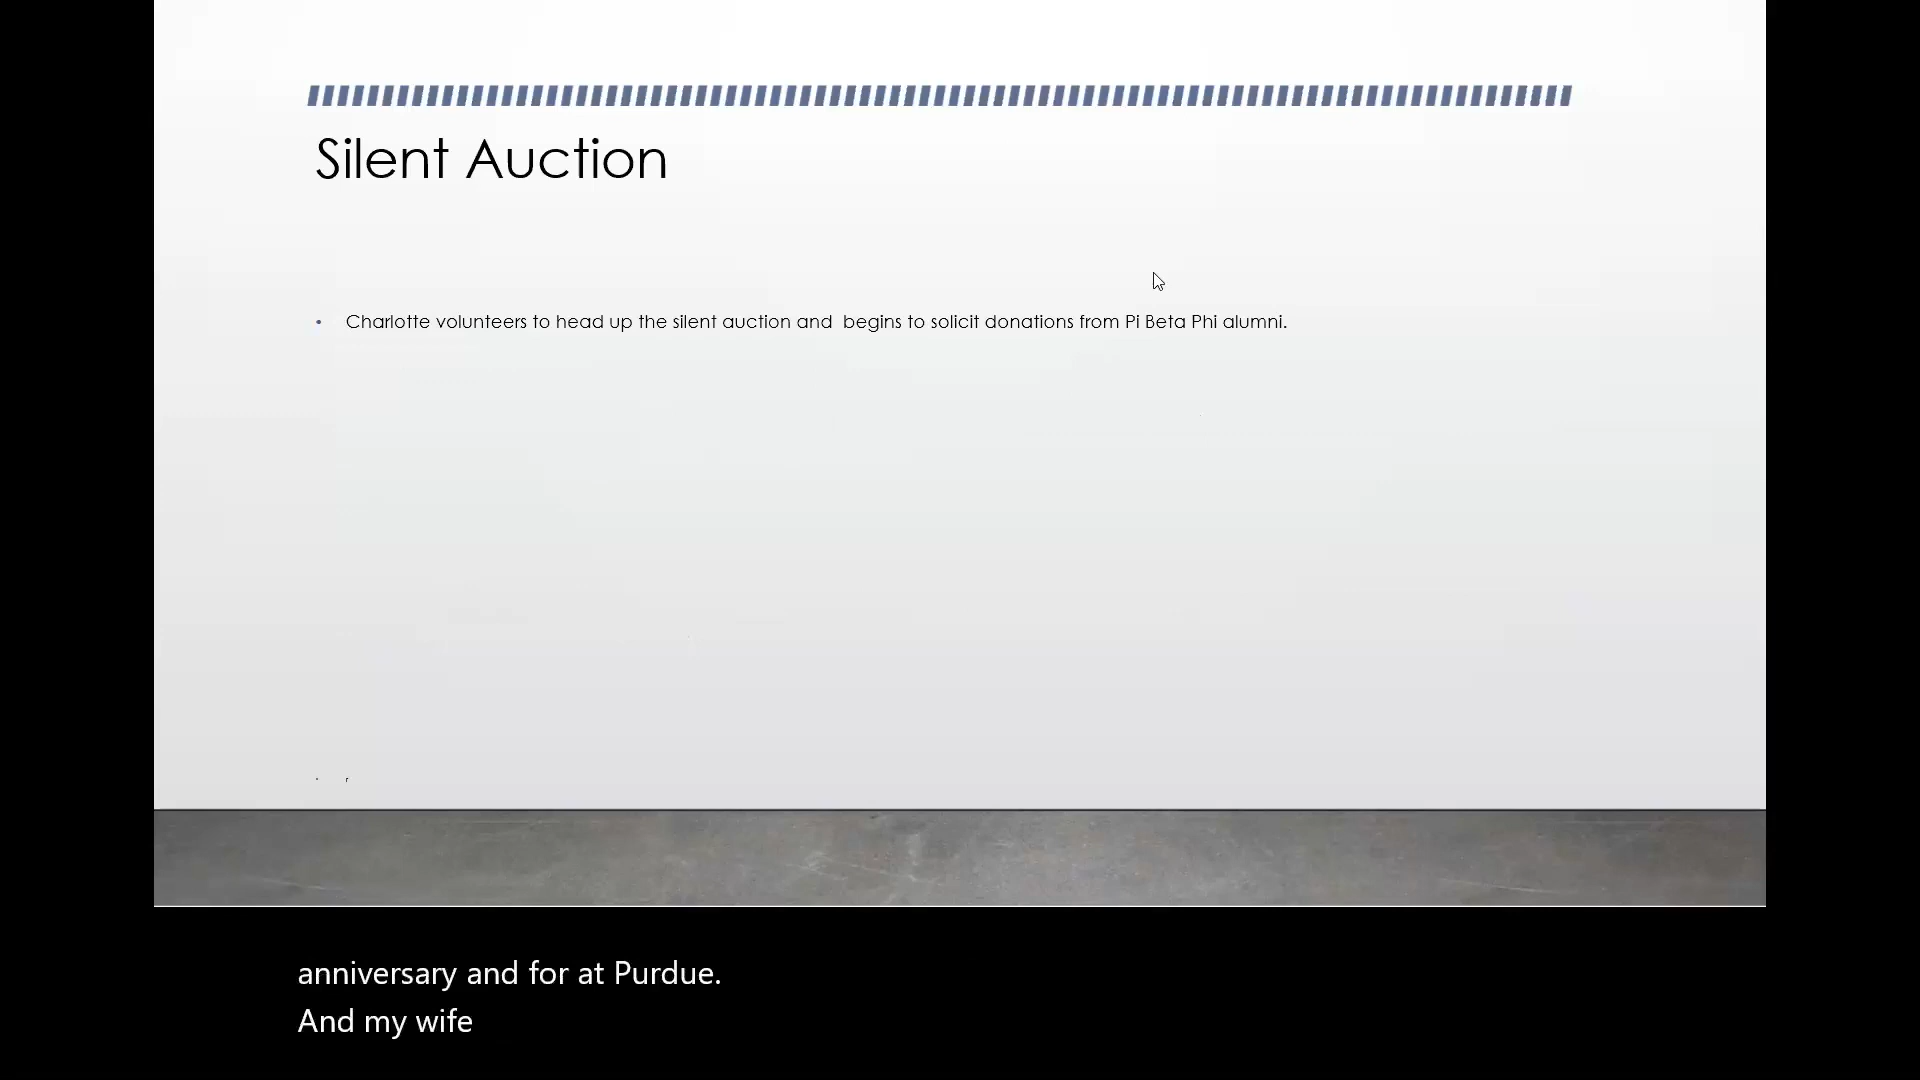 Silent Auction
• Charlotte volunteers to head up the silent auction and  begins to solicit donations from Pi Beta Phi alumni.
anniversary and for at Purdue.
And my wife